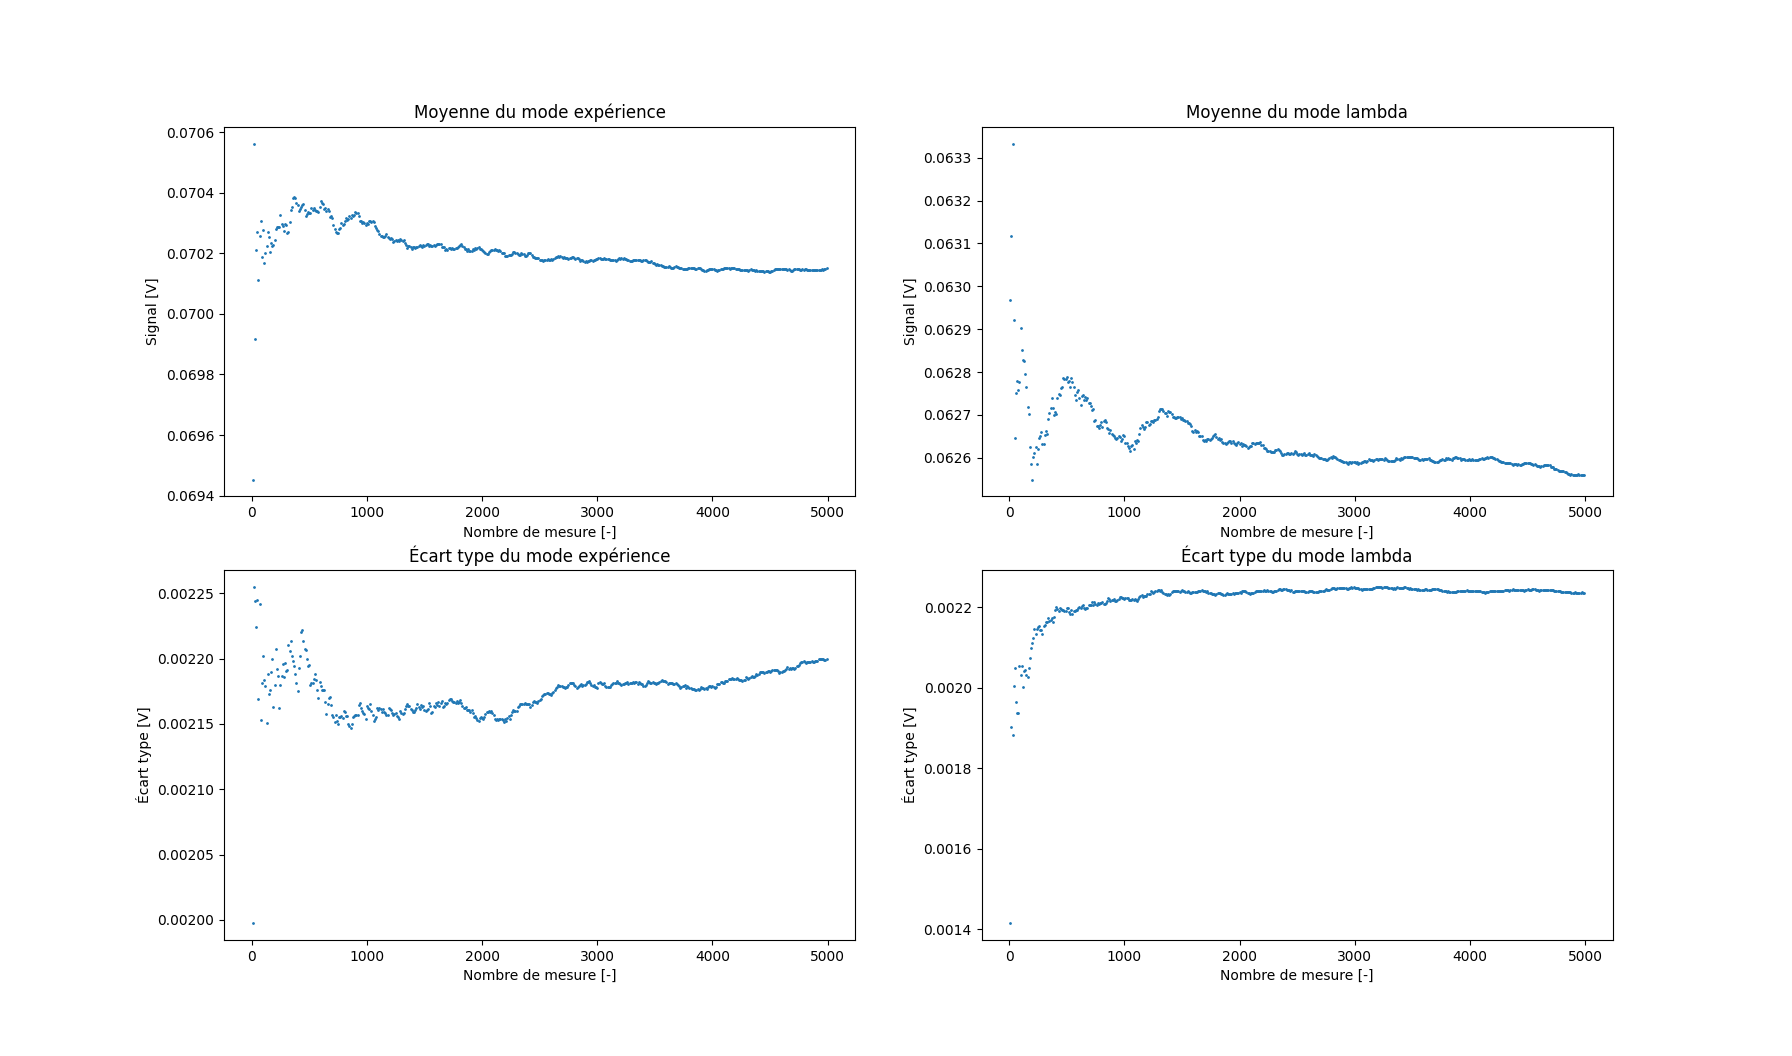 Moyenne du mode expérience
0.0706
0.0704
0.0702
0.0700
0.0698
0.0696
0.0694
Signal [V]
0 1000 2000 3000 4000 5000
Nombre de mesure [-]
Moyenne du mode lambda
0.0633
0.0632
0.0631
0.0630
0.0629
0.0628
0.0627
0.0626
Signal [V]
0 1000 2000 3000 4000 5000
Nombre de mesure [-]
Écart type du mode expérience
0.00225
0.00220
0.00215
0.00210
0.00205
0.00200
Écart type [V]
0 1000 2000 3000 4000 5000
Nombre de mesure [-]
Écart type du mode lambda
0.0022
0.0020
0.0018
0.0016
0.0014
Écart type [V]
0 1000 2000 3000 4000 5000
Nombre de mesure [-]